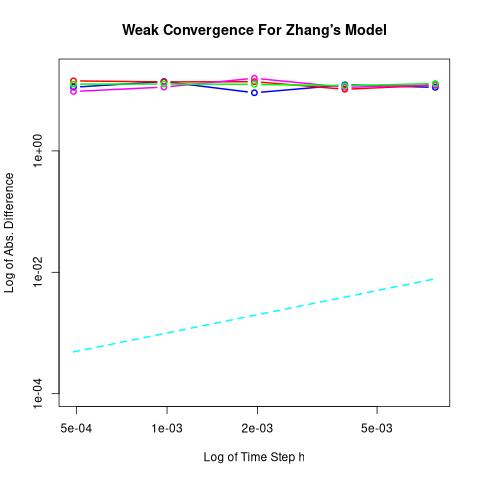 Weak Convergence For Zhang's Model
Log of Abs. Difference
1e+00
1e-02
1e-04
5e-04 1e-03 2e-03 5e-03
Log of Time Step h